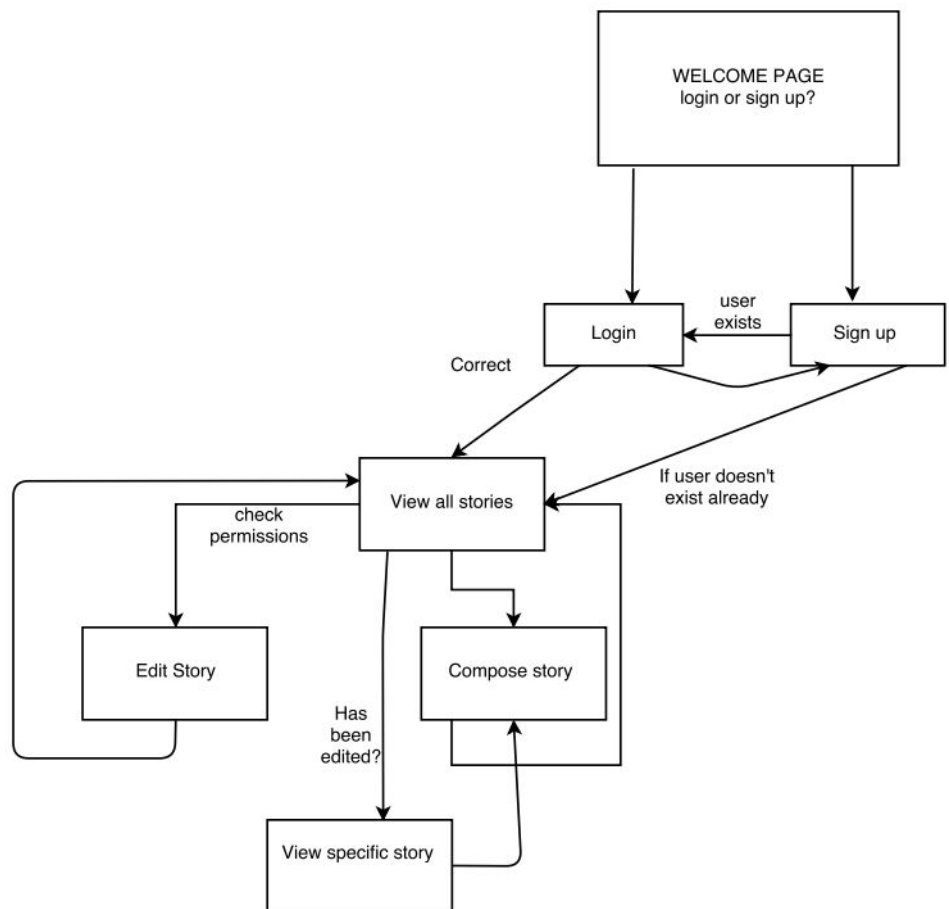 WELCOME PAGE
login or sign up?
user
exists
Login
Sign up
Correct
If user doesn't
exist already
View all stories
check
permissions
Edit Story
Compose story
Has
been
edited?
View specific story